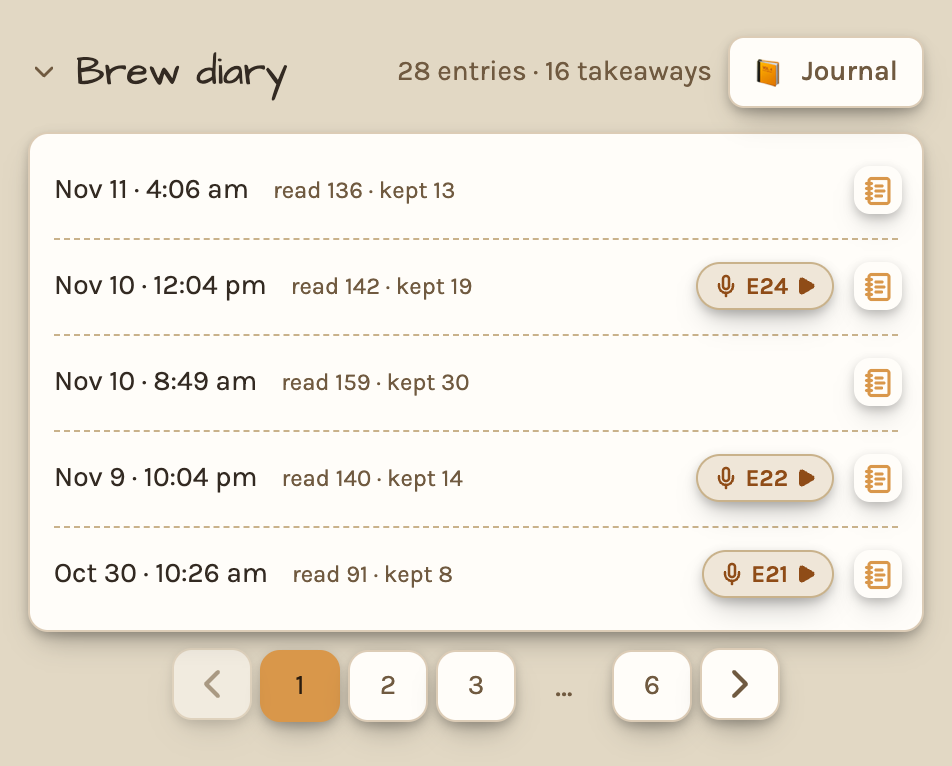 Brew diary 28 entries · 16 takeaways Journal
Nov 11 · 4:06 am read 136 · kept 13
Nov 10 · 12:04 pm read 142 · kept 19 E24
Nov 10 · 8:49 am read 159 · kept 30
Nov 9 · 10:04 pm read 140 · kept 14 E22
Oct 30 · 10:26 am read 91 · kept 8 E21
1 2 3 … 6